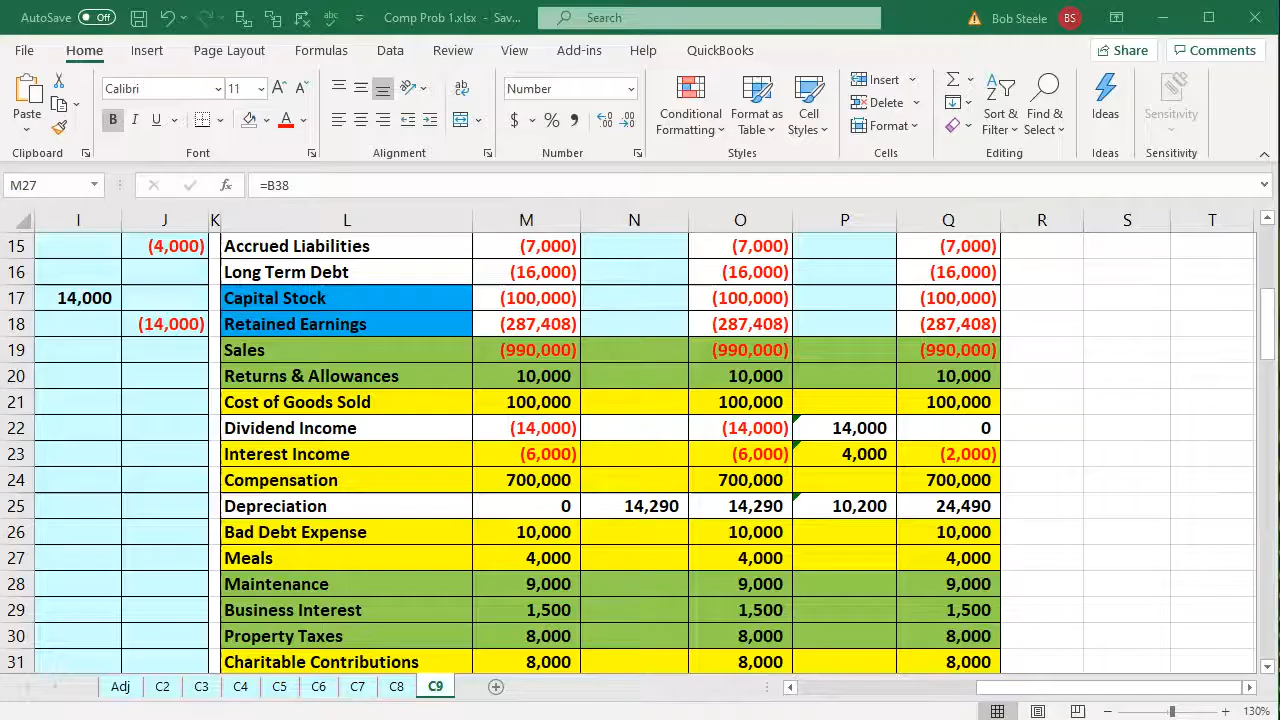 AutoSave Off Comp Prob 1.xlsx - Sav... Search Bob Steele BS
File Home Insert Page Layout Formulas Data Review View Add-ins Help QuickBooks Share Comments
Paste Calibri 11 Number Conditional Formatting Format as Table Cell Styles Insert Delete Format Sort & Filter Find & Select Ideas Sensitivity
Clipboard Font Alignment Number Styles Cells Editing Ideas Sensitivity
M27 fx =B38
I J K L M N O P Q R S T
15 (4,000) Accrued Liabilities (7,000) (7,000) (7,000)
16 Long Term Debt (16,000) (16,000) (16,000)
17 14,000 Capital Stock (100,000) (100,000) (100,000)
18 (14,000) Retained Earnings (287,408) (287,408) (287,408)
19 Sales (990,000) (990,000) (990,000)
20 Returns & Allowances 10,000 10,000 10,000
21 Cost of Goods Sold 100,000 100,000 100,000
22 Dividend Income (14,000) (14,000) 14,000 0
23 Interest Income (6,000) (6,000) 4,000 (2,000)
24 Compensation 700,000 700,000 700,000
25 Depreciation 0 14,290 14,290 10,200 24,490
26 Bad Debt Expense 10,000 10,000 10,000
27 Meals 4,000 4,000 4,000
28 Maintenance 9,000 9,000 9,000
29 Business Interest 1,500 1,500 1,500
30 Property Taxes 8,000 8,000 8,000
31 Charitable Contributions 8,000 8,000 8,000
Adj C2 C3 C4 C5 C6 C7 C8 C9
130%